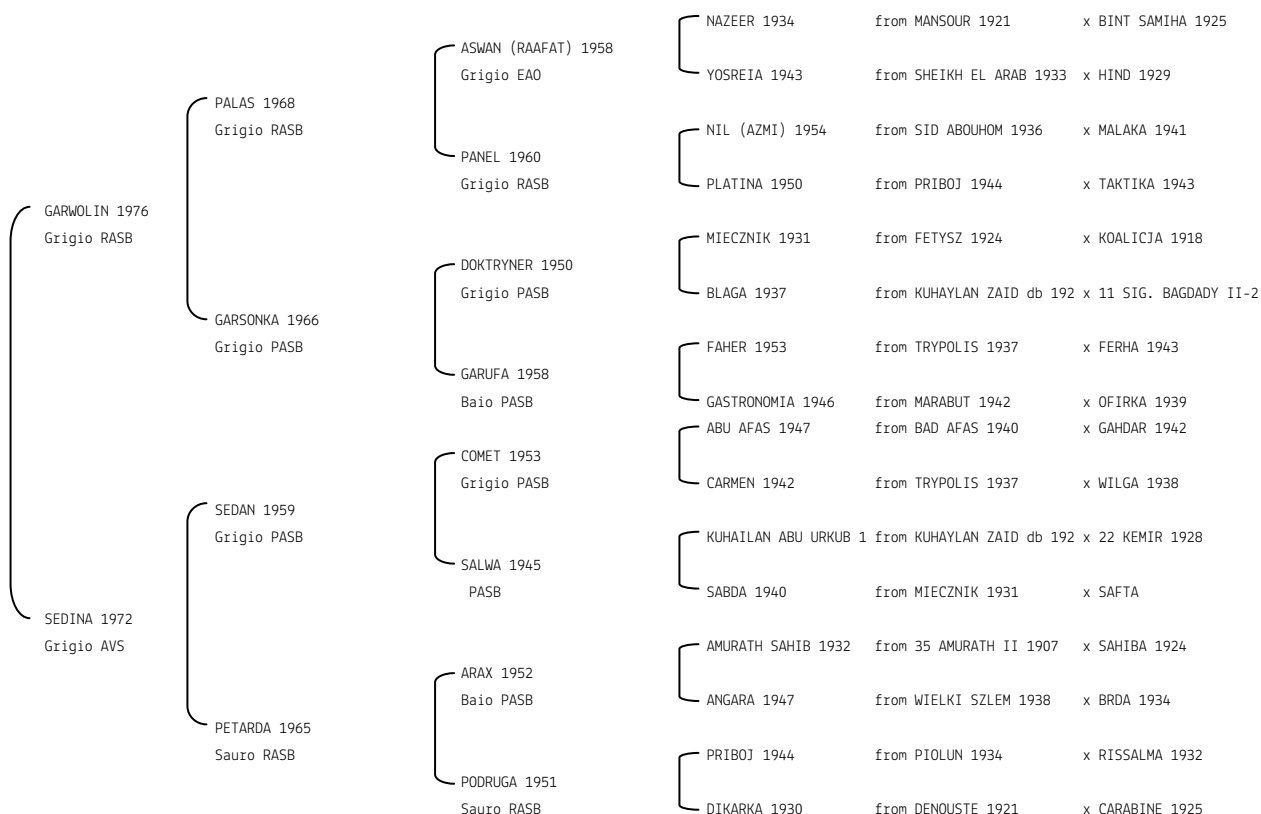 NAZEER 1934 from MANSOUR 1921 x BINT SAMIHA 1925
ASWAN (RAAFAT) 1958
Grigio EAO
YOSREIA 1943 from SHEIKH EL ARAB 1933 x HIND 1929
PALAS 1968
Grigio RASB
NIL (AZMI) 1954 from SID ABOUHOM 1936 x MALAKA 1941
PANEL 1960
Grigio RASB
PLATINA 1950 from PRIBOJ 1944 x TAKTIKA 1943
GARWOLIN 1976
Grigio RASB
MIECZNIK 1931 from FETYSZ 1924 x KOALICJA 1918
DOKTRYNER 1950
Grigio PASB
BLAGA 1937 from KUHAYLAN ZAID db 192 x 11 SIG. BAGDADY II-2
GARSONKA 1966
Grigio PASB
FAHER 1953 from TRYPOLIS 1937 x FERHA 1943
GARUFA 1958
Baio PASB
GASTRONOMIA 1946 from MARABUT 1942 x OFIRKA 1939
ABU AFAS 1947 from BAD AFAS 1940 x GAHDAR 1942
COMET 1953
Grigio PASB
CARMEN 1942 from TRYPOLIS 1937 x WILGA 1938
SEDAN 1959
Grigio PASB
KUHAILAN ABU URKUB 1 from KUHAYLAN ZAID db 192 x 22 KEMIR 1928
SALWA 1945
PASB
SABDA 1940 from MIECZNIK 1931 x SAFTA
SEDINA 1972
Grigio AVS
AMURATH SAHIB 1932 from 35 AMURATH II 1907 x SAHIBA 1924
ARAX 1952
Baio PASB
ANGARA 1947 from WIELKI SZLEM 1938 x BRDA 1934
PETARDA 1965
Sauro RASB
PRIBOJ 1944 from PIOLUN 1934 x RISSALMA 1932
PODRUGA 1951
Sauro RASB
DIKARKA 1930 from DENOUSTE 1921 x CARABINE 1925